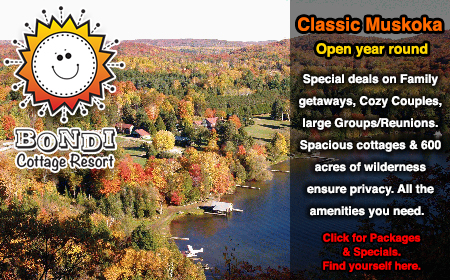 BONDI
Cottage Resort
Classic Muskoka
Open year round
Special deals on Family
getaways, Cozy Couples,
large Groups/Reunions.
Spacious cottages & 600
acres of wilderness
ensure privacy. All the
amenities you need.
Click for Packages
& Specials.
Find yourself here.